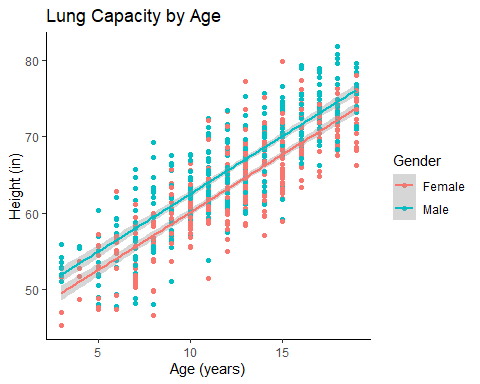 Lung Capacity by Age
80
70
60
50
Height (in)
5
10
15
Age (years)
Gender
Female
Male